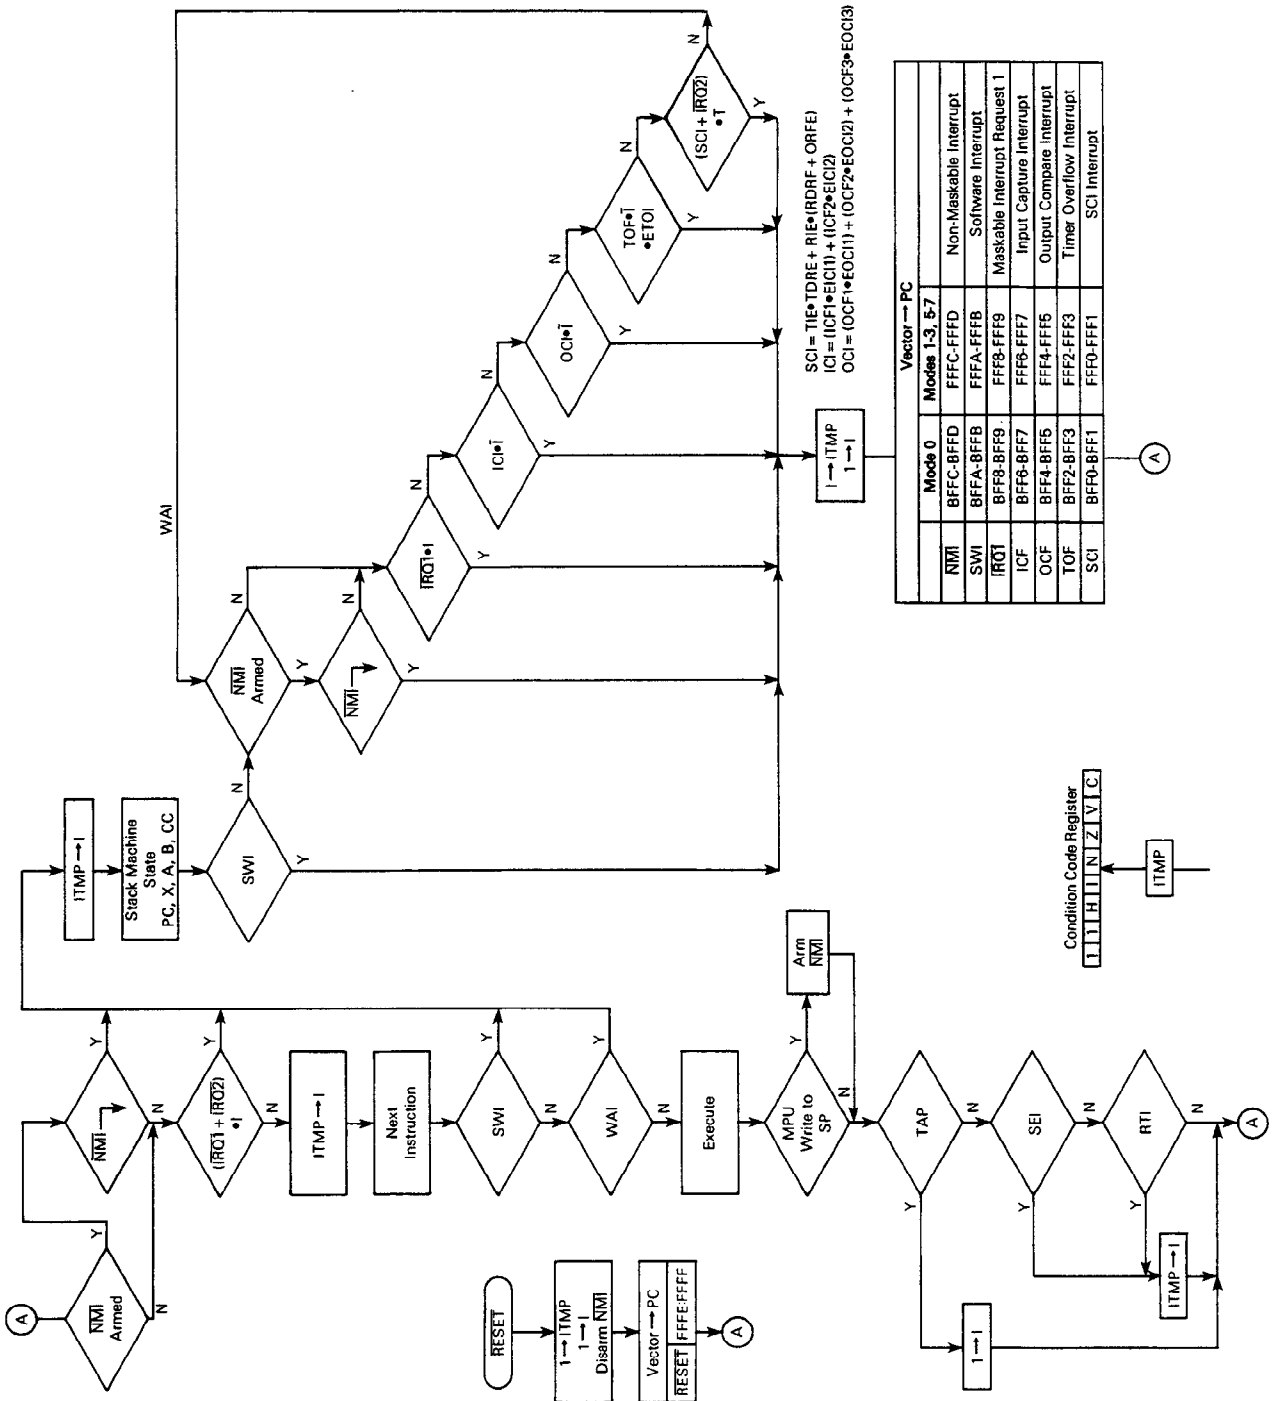 A
NMI
Armed
Y
N
NMI
Y
N
(IRQ1 + IRQ2)
•I
Y
N
ITMP → I
Next
Instruction
SWI
Y
N
WAI
Y
N
Execute
MPU
Write to
SP
Y
N
Arm
NMI
TAP
Y
N
SEI
Y
N
RTI
Y
N
1→I
ITMP → I
A
RESET
1→ ITMP
1→I
Disarm NMI
Vector → PC
RESET FFFE:FFFF
A
ITMP → I
Stack Machine
State
PC, X, A, B, CC
SWI
N
Y
WAI
NMI
Armed
N
Y
NMI
N
Y
IRQ1•I
N
Y
ICI•I
N
Y
OCI•I
N
Y
TOF•I
•ETOI
N
Y
(SCI + IRQ2)
•T
N
Y
SCI = TIE•TDRE + RIE•(RDRF + ORFE)
ICI = (ICF1•EICI1) + (ICF2•EICI2)
OCI = (OCF1•EOCI1) + (OCF2•EOCI2) + (OCF3•EOCI3)
I → ITMP
1→I
Vector → PC
Mode 0 Modes 1-3, 5-7
NMI BFFC-BFFD FFFC-FFFD Non-Maskable Interrupt
SWI BFFA-BFFB FFFA-FFFB Software Interrupt
IRQ1 BFF8-BFF9 FFF8-FFF9 Maskable Interrupt Request 1
ICF BFF6-BFF7 FFF6-FFF7 Input Capture Interrupt
OCF BFF4-BFF5 FFF4-FFF5 Output Compare Interrupt
TOF BFF2-BFF3 FFF2-FFF3 Timer Overflow Interrupt
SCI BFF0-BFF1 FFF0-FFF1 SCI Interrupt
A
Condition Code Register
1 1 H I N Z V C
ITMP